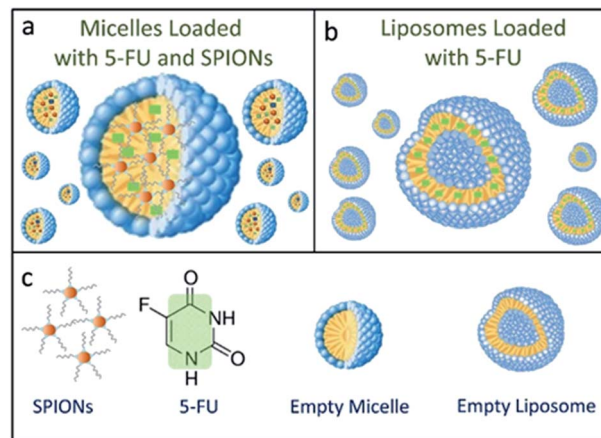 a
Micelles Loaded
with 5-FU and SPIONs
b
Liposomes Loaded
with 5-FU
c
F
O
NH
O
N
H
SPIONs
5-FU
Empty Micelle
Empty Liposome